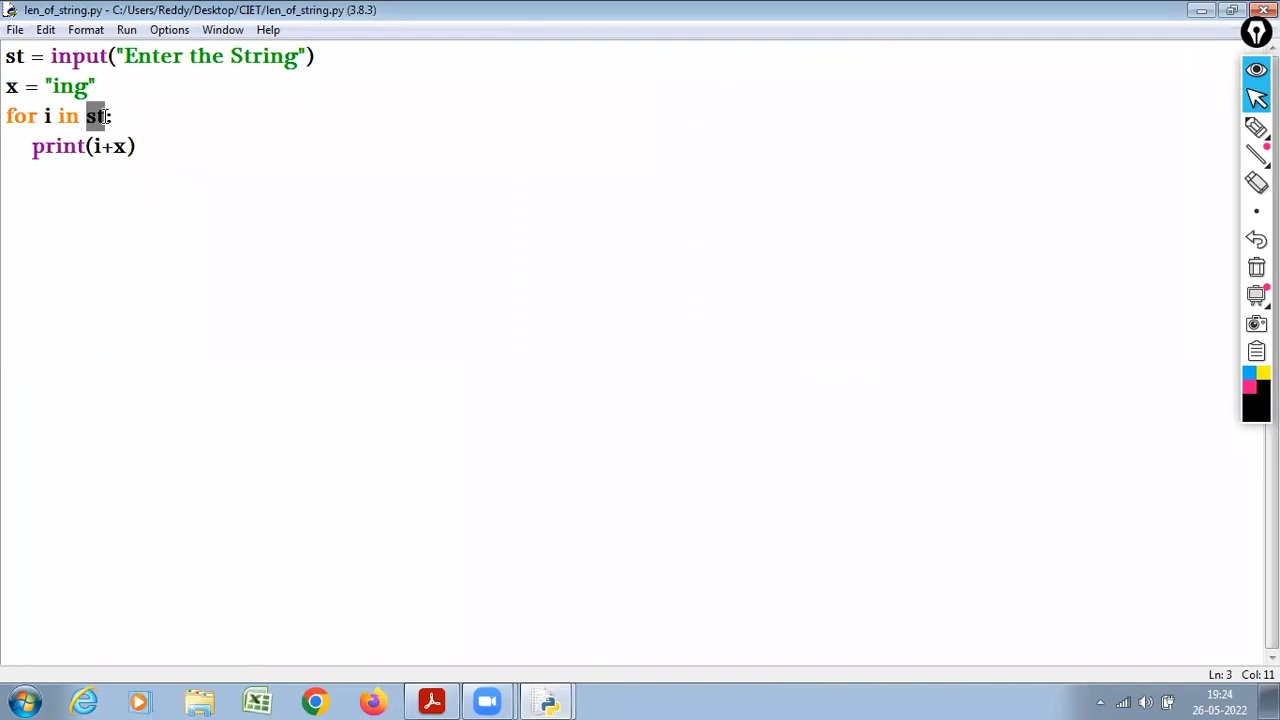 len_of_string.py - C:/Users/Reddy/Desktop/CIET/len_of_string.py (3.8.3)
File Edit Format Run Options Window Help
st = input("Enter the String")
x = "ing"
for i in st:
    print(i+x)
Ln: 3 Col: 11
19:24
26-05-2022